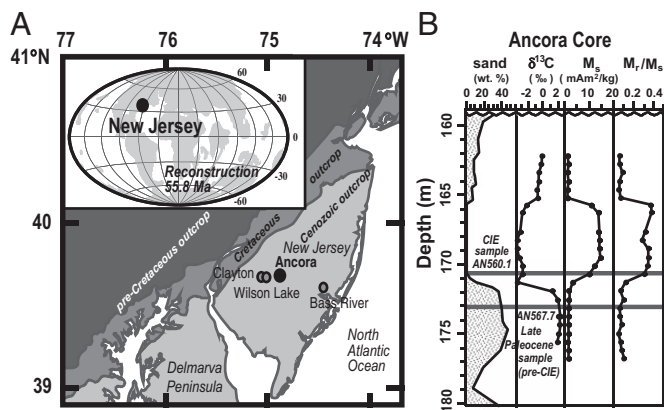 A
77
76
75
74 ºW
41°N
40
39
60
30
0
-30
-60
New Jersey
Reconstruction
55.8 Ma
pre-Cretaceous outcrop
Cretaceous outcrop
Cenozoic outcrop
New Jersey
Ancora
Clayton
Wilson Lake
Bass River
North
Atlantic
Ocean
Delmarva
Peninsula
B
Ancora Core
sand
(wt. %)
0 20 40
δ13C
(‰)
-2 0 2
Ms
(mAm2/kg)
0 10 20
Mr/Ms
0.2 0.4
Depth (m)
160
165
170
175
180
CIE
sample
AN560.1
AN567.7
Late
Paleocene
sample
(pre-CIE)